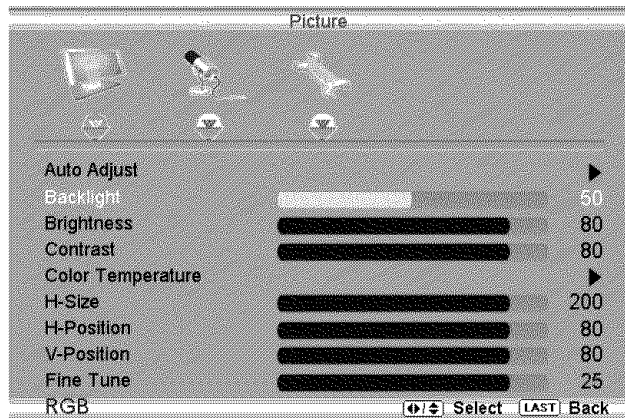 Picture
Auto Adjust
Backlight 50
Brightness 80
Contrast 80
Color Temperature
H-Size 200
H-Position 80
V-Position 80
Fine Tune 25
RGB Select LAST Back